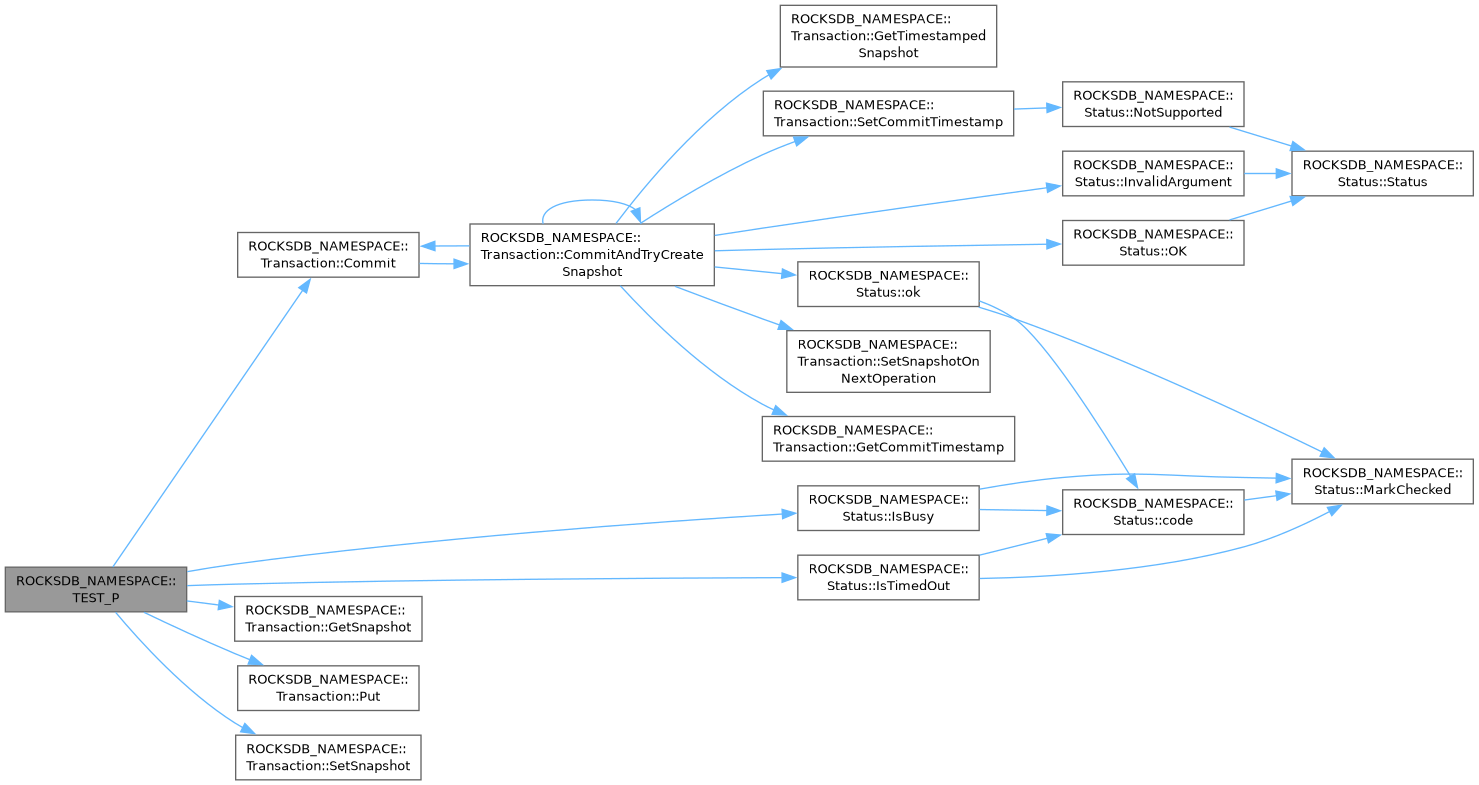 ROCKSDB_NAMESPACE::
TEST_P
ROCKSDB_NAMESPACE::
Transaction::Commit
ROCKSDB_NAMESPACE::
Transaction::CommitAndTryCreate
Snapshot
ROCKSDB_NAMESPACE::
Transaction::GetTimestamped
Snapshot
ROCKSDB_NAMESPACE::
Transaction::SetCommitTimestamp
ROCKSDB_NAMESPACE::
Status::NotSupported
ROCKSDB_NAMESPACE::
Status::InvalidArgument
ROCKSDB_NAMESPACE::
Status::Status
ROCKSDB_NAMESPACE::
Status::OK
ROCKSDB_NAMESPACE::
Status::ok
ROCKSDB_NAMESPACE::
Transaction::SetSnapshotOn
NextOperation
ROCKSDB_NAMESPACE::
Transaction::GetCommitTimestamp
ROCKSDB_NAMESPACE::
Status::IsBusy
ROCKSDB_NAMESPACE::
Status::code
ROCKSDB_NAMESPACE::
Status::MarkChecked
ROCKSDB_NAMESPACE::
Status::IsTimedOut
ROCKSDB_NAMESPACE::
Transaction::GetSnapshot
ROCKSDB_NAMESPACE::
Transaction::Put
ROCKSDB_NAMESPACE::
Transaction::SetSnapshot